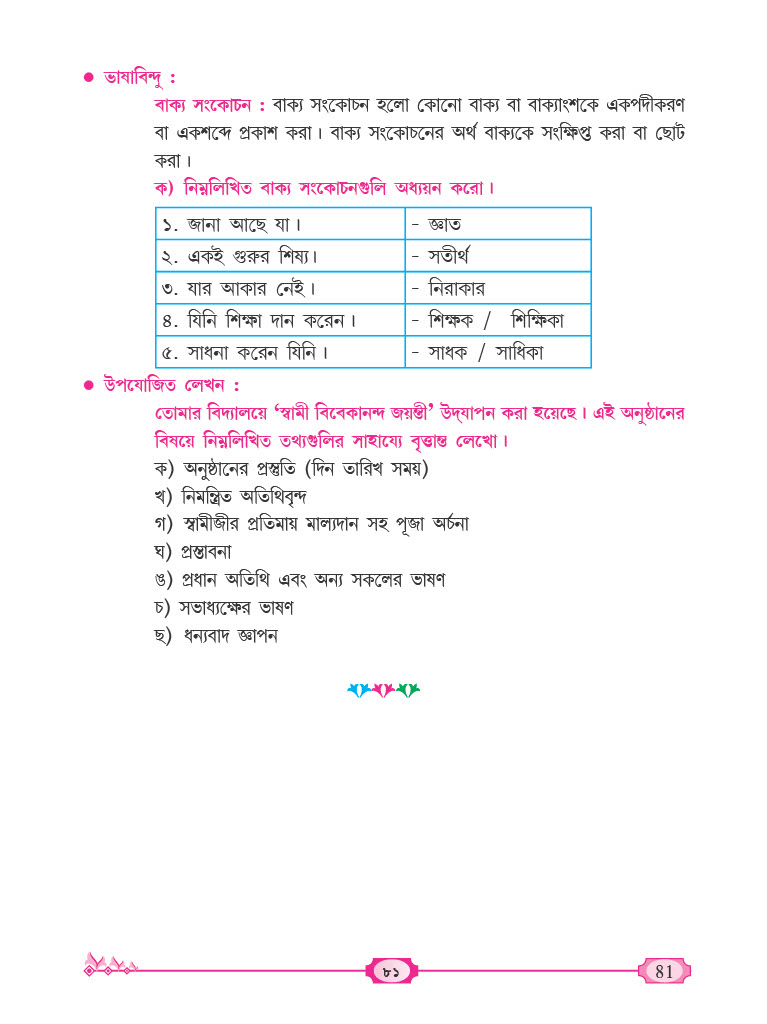 ● ভাষাবিন্দু :
বাক্য সংকোচন : বাক্য সংকোচন হলো কোনো বাক্য বা বাক্যাংশকে একপদীকরণ
বা একশব্দে প্রকাশ করা। বাক্য সংকোচনের অর্থ বাক্যকে সংক্ষিপ্ত করা বা ছোট
করা।
ক) নিম্নলিখিত বাক্য সংকোচনগুলি অধ্যয়ন করো।
১. জানা আছে যা। - জ্ঞাত
২. একই গুরুর শিষ্য। - সতীর্থ
৩. যার আকার নেই। - নিরাকার
৪. যিনি শিক্ষা দান করেন। - শিক্ষক / শিক্ষিকা
৫. সাধনা করেন যিনি। - সাধক / সাধিকা
● উপযোজিত লেখন :
তোমার বিদ্যালয়ে ‘স্বামী বিবেকানন্দ জয়ন্তী’ উদ্‌যাপন করা হয়েছে। এই অনুষ্ঠানের
বিষয়ে নিম্নলিখিত তথ্যগুলির সাহায্যে বৃত্তান্ত লেখো।
ক) অনুষ্ঠানের প্রস্তুতি (দিন তারিখ সময়)
খ) নিমন্ত্রিত অতিথিবৃন্দ
গ) স্বামীজীর প্রতিমায় মাল্যদান সহ পূজা অর্চনা
ঘ) প্রস্তাবনা
ঙ) প্রধান অতিথি এবং অন্য সকলের ভাষণ
চ) সভাধ্যক্ষের ভাষণ
ছ) ধন্যবাদ জ্ঞাপন
৮১
81